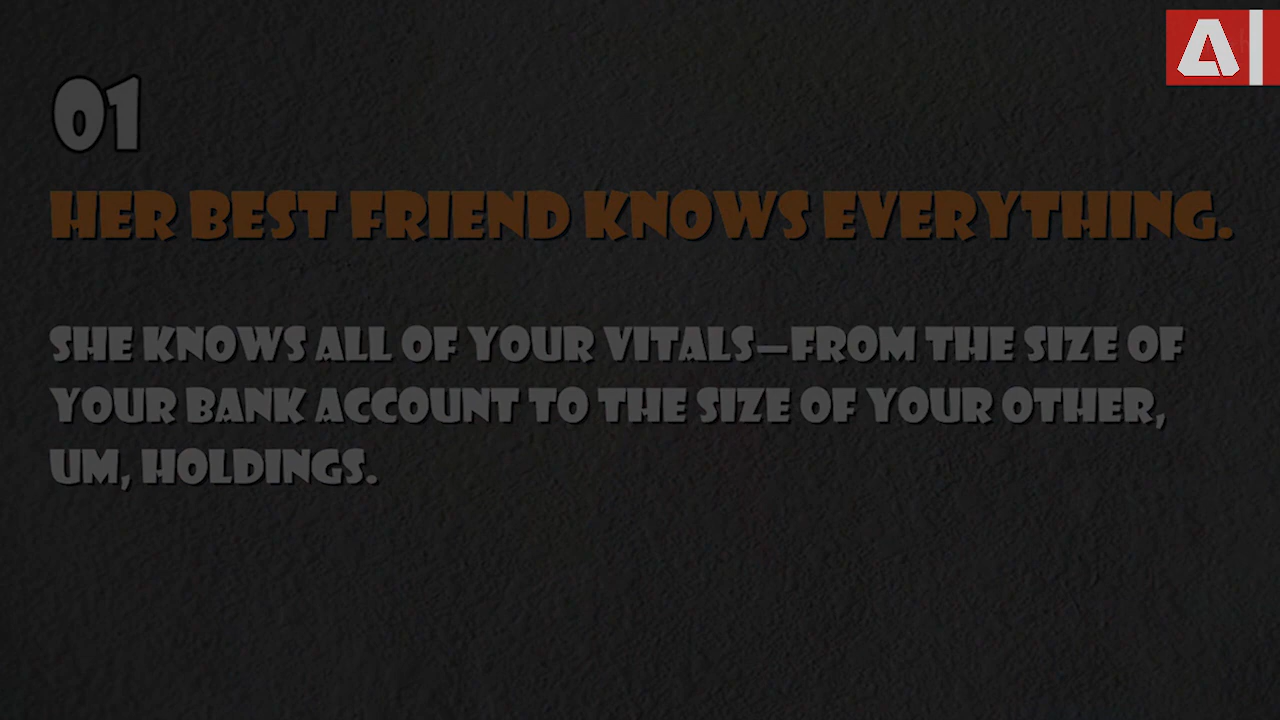 A
01
HER BEST FRIEND KNOWS EVERYTHING.
SHE KNOWS ALL OF YOUR VITALS—FROM THE SIZE OF
YOUR BANK ACCOUNT TO THE SIZE OF YOUR OTHER,
UM, HOLDINGS.